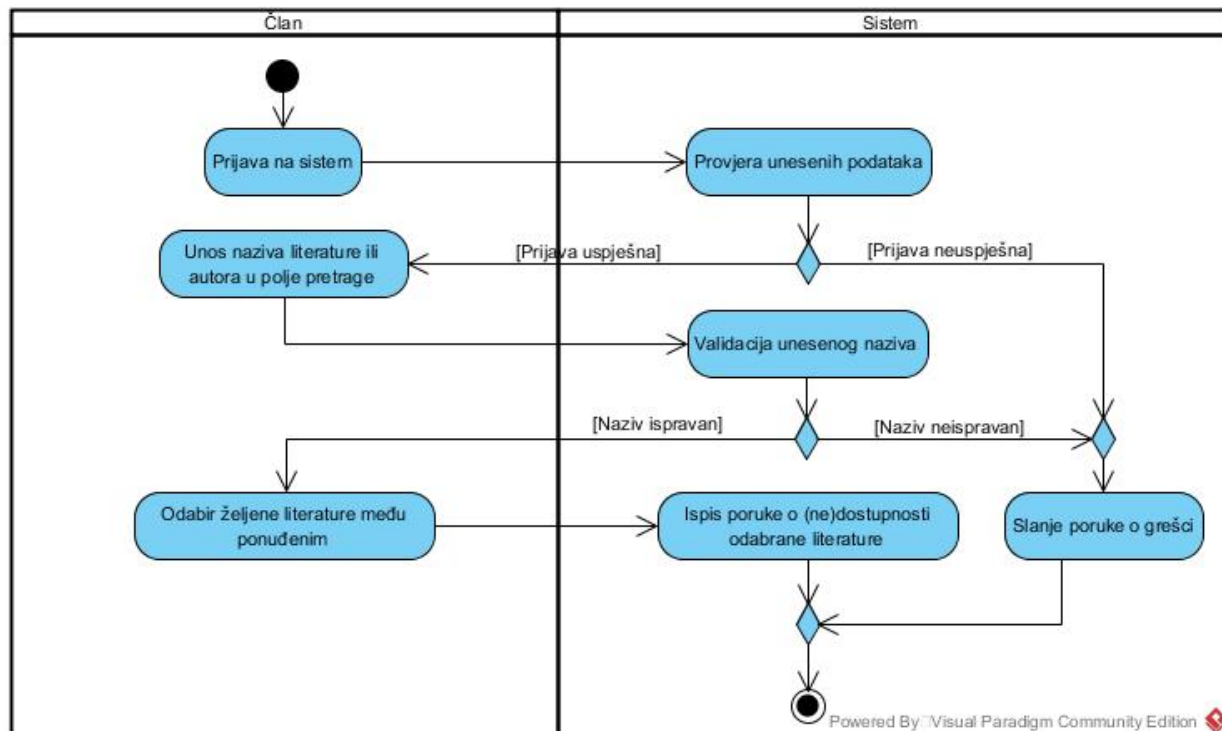 Član
Sistem
Prijava na sistem
Provjera unesenih podataka
Unos naziva literature ili
autora u polje pretrage
[Prijava uspješna]
[Prijava neuspješna]
Validacija unesenog naziva
[Naziv ispravan]
[Naziv neispravan]
Odabir željene literature među
ponuđenim
Ispis poruke o (ne)dostupnosti
odabrane literature
Slanje poruke o grešci
Powered By Visual Paradigm Community Edition